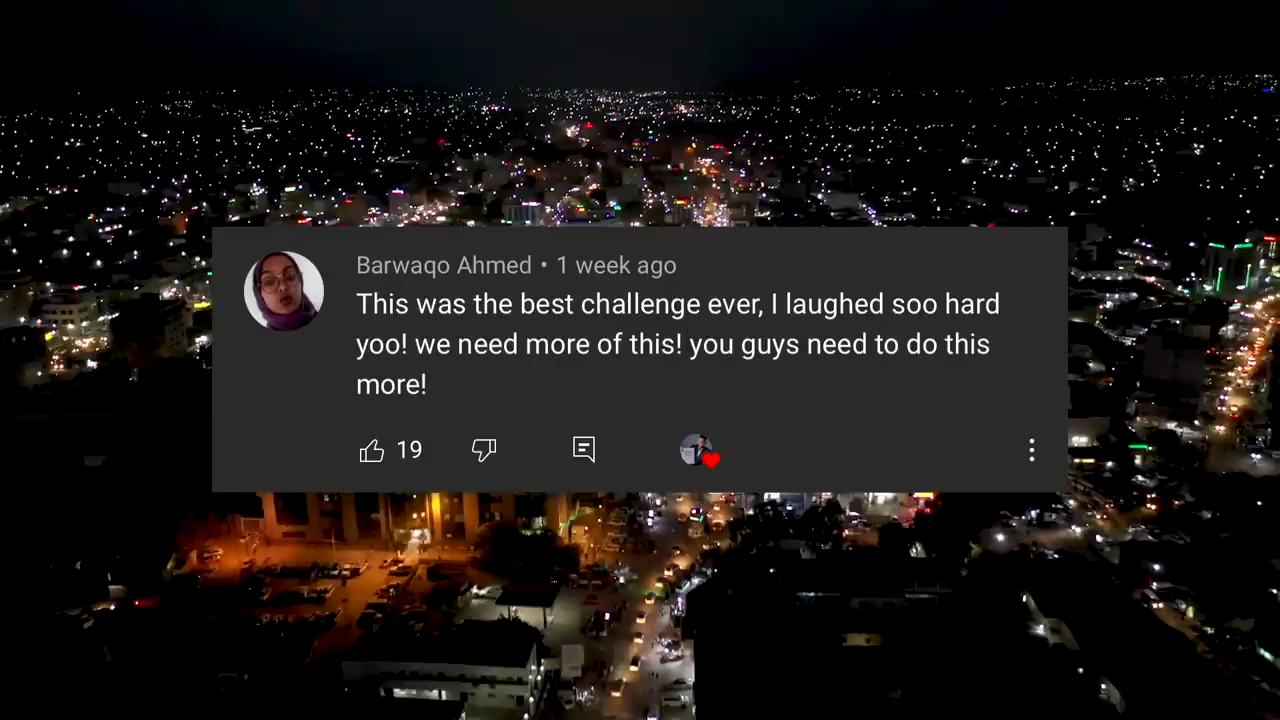 Barwaqo Ahmed • 1 week ago
This was the best challenge ever, I laughed soo hard
yoo! we need more of this! you guys need to do this
more!
19